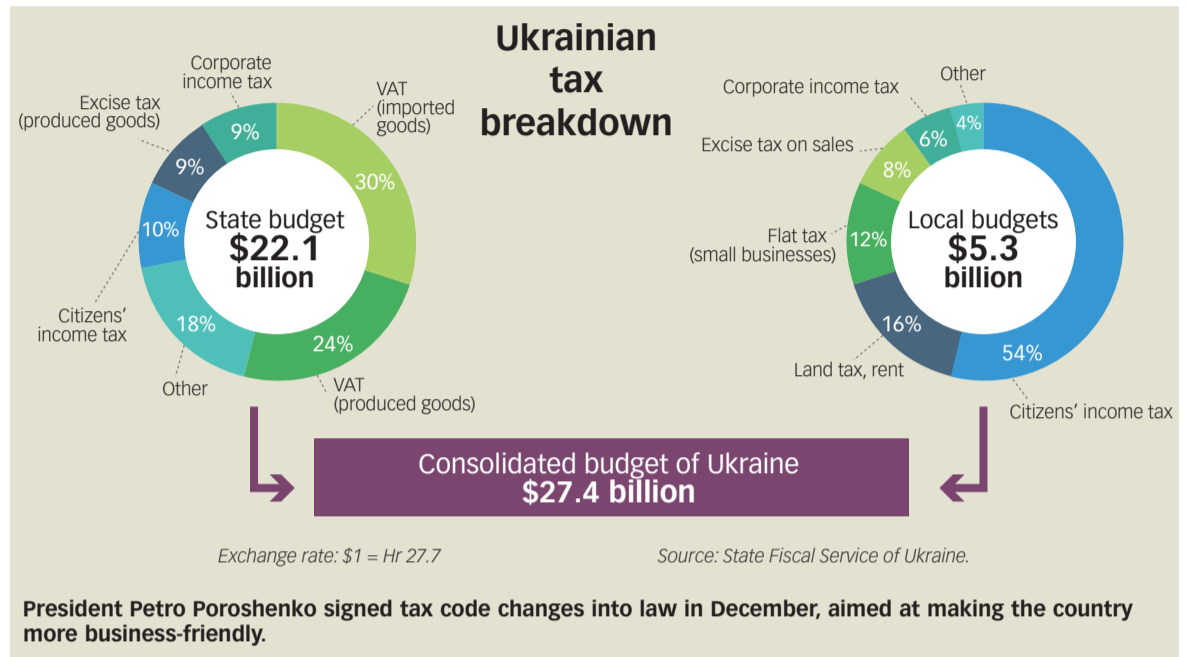 Ukrainian
tax
breakdown
Corporate
income tax
Excise tax
(produced goods)
VAT
(imported
goods)
9%
9%
30%
10%
18%
24%
State budget
$22.1
billion
Citizens’
income tax
Other
VAT
(produced goods)
Corporate income tax
Other
Excise tax on sales
Flat tax
(small businesses)
4%
6%
8%
12%
16%
54%
Local budgets
$5.3
billion
Land tax, rent
Citizens’ income tax
Consolidated budget of Ukraine
$27.4 billion
Exchange rate: $1 = Hr 27.7
Source: State Fiscal Service of Ukraine.
President Petro Poroshenko signed tax code changes into law in December, aimed at making the country
more business-friendly.